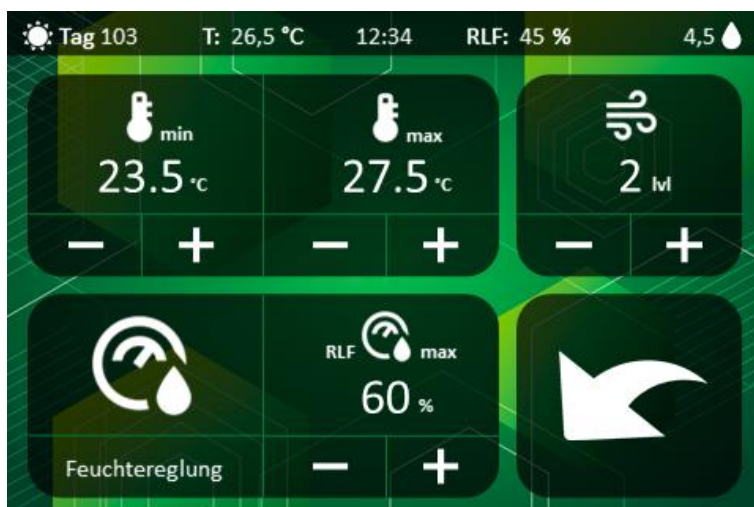 Tag 103 T: 26,5 °C 12:34 RLF: 45 % 4,5
min
23.5 °C
max
27.5 °C
2 lvl
− + − + − +
RLF max
60 %
Feuchtereglung − +